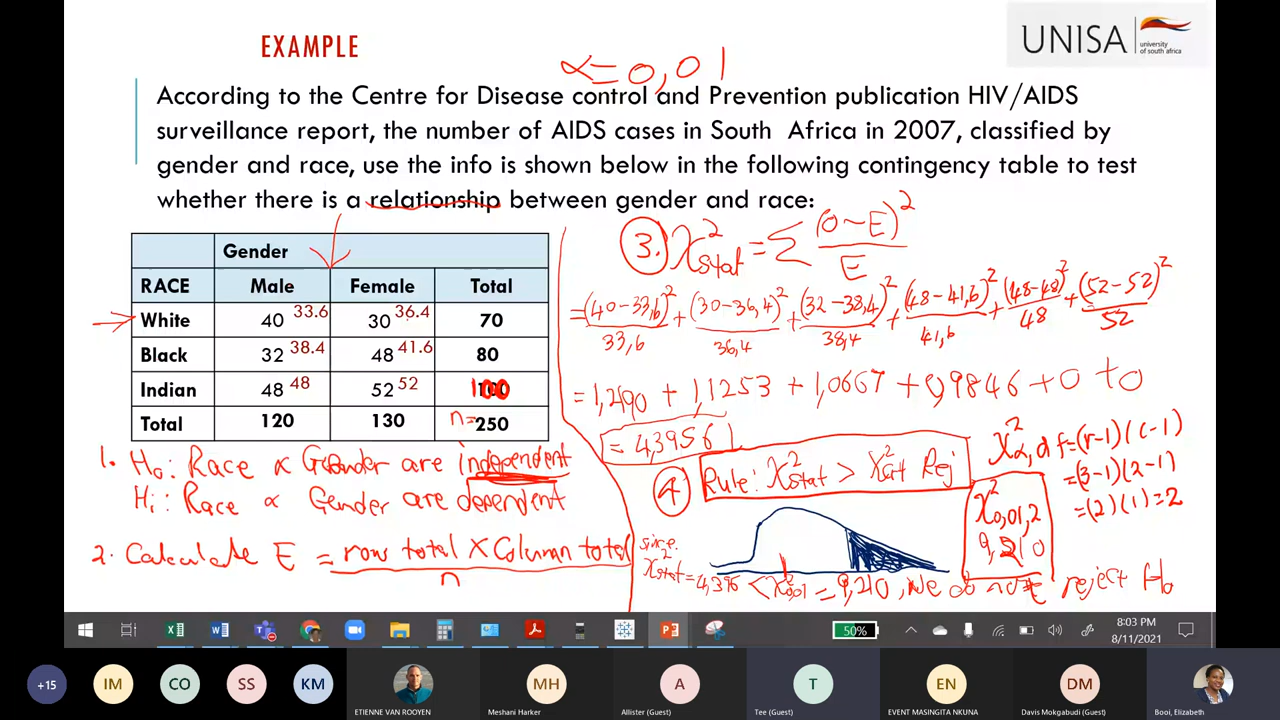 EXAMPLE
UNISA
university
of south africa
α = 0,01
According to the Centre for Disease control and Prevention publication HIV/AIDS
surveillance report, the number of AIDS cases in South Africa in 2007, classified by
gender and race, use the info is shown below in the following contingency table to test
whether there is a relationship between gender and race:
Gender
RACE Male Female Total
White 40 33.6 30 36.4 70
Black 32 38.4 48 41.6 80
Indian 48 48 52 52 100
Total 120 130 n= 250
1. H₀: Race & Gender are independent
H₁: Race & Gender are dependent
2. Calculate E = row total × Column total / n
3. χ²stat = Σ (O−E)² / E
= (40−33,6)²/33,6 + (30−36,4)²/36,4 + (32−38,4)²/38,4 + (48−41,6)²/41,6 + (48−48)²/48 + (52−52)²/52
= 1,2190 + 1,1253 + 1,0667 + 0,9846 + 0 + 0
= 4,3956
4. Rule: χ²stat > χ²crit Rej
χ²α, df = (r−1)(c−1)
= (3−1)(2−1)
= (2)(1) = 2
χ²0,01,2
9,210
since
χ²stat = 4,396 < χ²0,01 = 9,210, We do not reject H₀
50%
8:03 PM
8/11/2021
+15 IM CO SS KM MH A T EN DM
ETIENNE VAN ROOYEN Meshani Harker Allister (Guest) Tee (Guest) EVENT MASINGITA NKUNA Davis Mokgabudi (Guest) Booi, Elizabeth